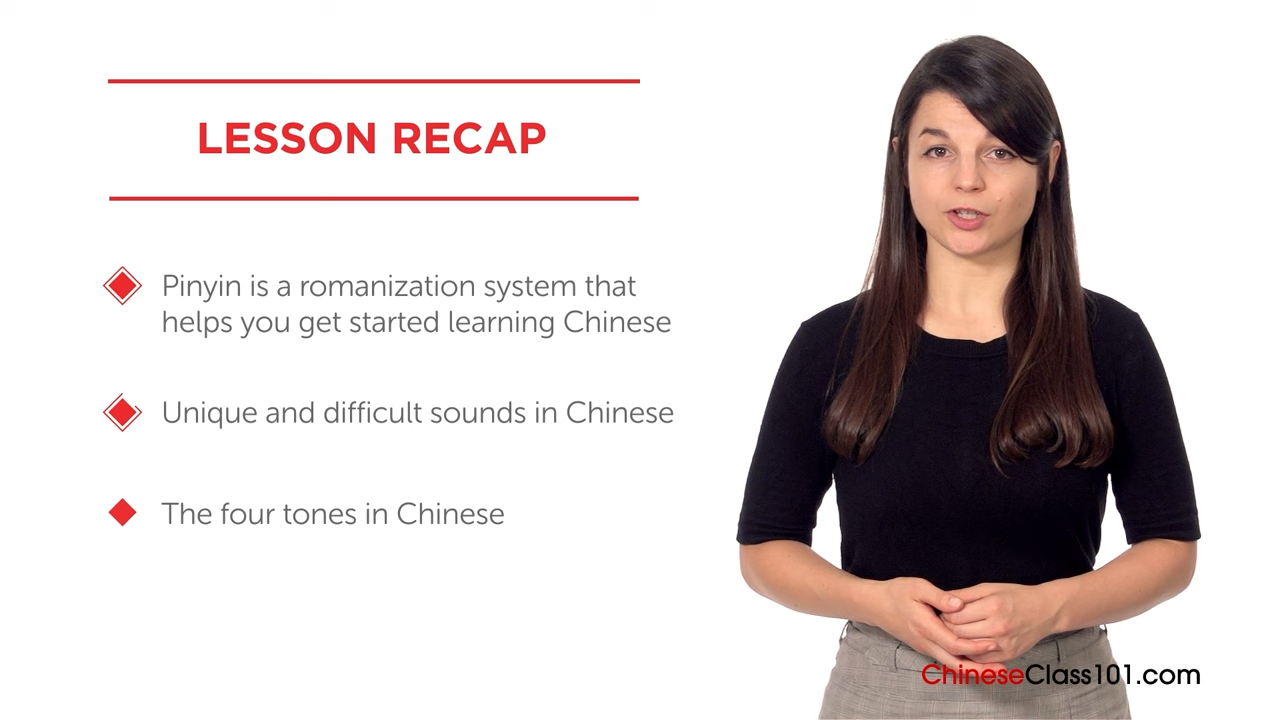 LESSON RECAP
Pinyin is a romanization system that
helps you get started learning Chinese
Unique and difficult sounds in Chinese
The four tones in Chinese
ChineseClass101.com